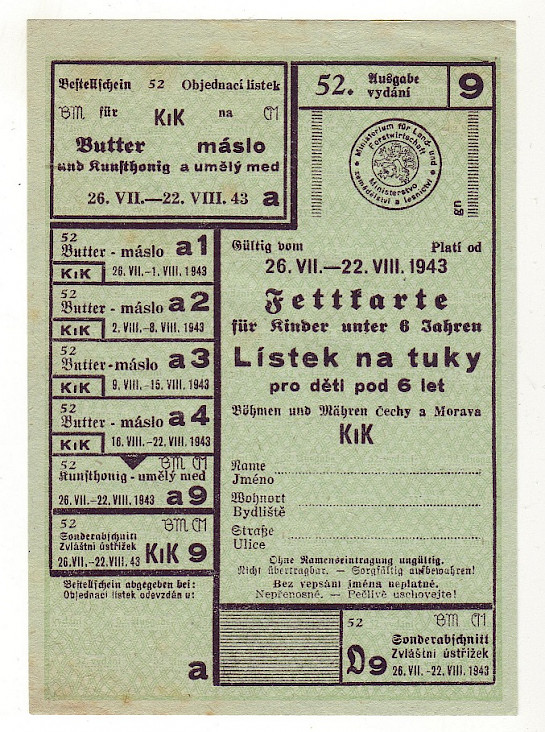 Bestellschein 52 Objednací lístek
BM für KiK na ČM
Butter máslo
und Kunsthonig a umělý med
26. VII.—22. VIII. 43 a
52. Ausgabe
vydání
9
Ministerium für Land- und Forstwirtschaft
Ministerstvo zemědělství a lesnictví
ug
52
Butter - máslo a1
KiK 26. VII.-1. VIII. 1943
52
Butter - máslo a2
KiK 2. VIII.-8. VIII. 1943
52
Butter - máslo a3
KiK 9. VIII.-15. VIII. 1943
52
Butter - máslo a4
KiK 16. VIII.-22. VIII. 1943
52 BM ČM
Kunsthonig - umělý med
26. VII.-22. VIII. 1943 a9
52 BM ČM
Sonderabschnitt
Zvláštní ústřižek
26. VII.-22. VIII. 43 KiK 9
Bestellschein abgegeben bei:
Objednací lístek odevzdán u:
a
Gültig vom Platí od
26. VII.—22. VIII. 1943
Fettkarte
für Kinder unter 6 Jahren
Lístek na tuky
pro děti pod 6 let
Böhmen und Mähren Čechy a Morava
KiK
Name
Jméno
Wohnort
Bydliště
Straße
Ulice
Ohne Namenseintragung ungültig.
Nicht übertragbar. — Sorgfältig aufbewahren!
Bez vepsání jména neplatné.
Nepřenosné. — Pečlivě uschovejte!
52 BM ČM
Sonderabschnitt
Zvláštní ústřižek
D9 26. VII.-22. VIII. 1943